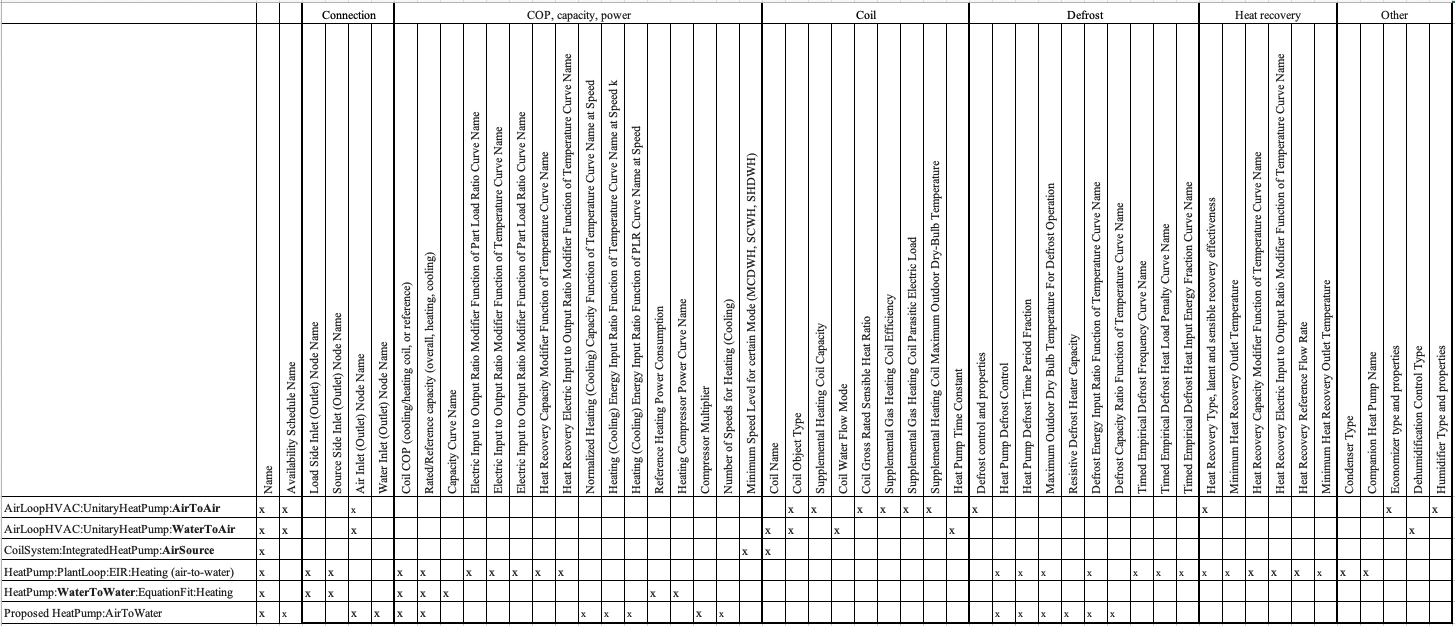 Connection COP, capacity, power Coil Defrost Heat recovery Other
Name
Availability Schedule Name
Load Side Inlet (Outlet) Node Name
Source Side Inlet (Outlet) Node Name
Air Inlet (Outlet) Node Name
Water Inlet (Outlet) Node Name
Coil COP (cooling/heating coil, or reference)
Rated/Reference capacity (overall, heating, cooling)
Capacity Curve Name
Electric Input to Output Ratio Modifier Function of Part Load Ratio Curve Name
Electric Input to Output Ratio Modifier Function of Temperature Curve Name
Electric Input to Output Ratio Modifier Function of Part Load Ratio Curve Name
Heat Recovery Capacity Modifier Function of Temperature Curve Name
Heat Recovery Electric Input to Output Ratio Modifier Function of Temperature Curve Name
Normalized Heating (Cooling) Capacity Function of Temperature Curve Name at Speed
Heating (Cooling) Energy Input Ratio Function of Temperature Curve Name at Speed k
Heating (Cooling) Energy Input Ratio Function of PLR Curve Name at Speed
Reference Heating Power Consumption
Heating Compressor Power Curve Name
Compressor Multiplier
Number of Speeds for Heating (Cooling)
Minimum Speed Level for certain Mode (MCDWH, SCWH, SHDWH)
Coil Name
Coil Object Type
Supplemental Heating Coil Capacity
Coil Water Flow Mode
Coil Gross Rated Sensible Heat Ratio
Supplemental Gas Heating Coil Efficiency
Supplemental Gas Heating Coil Parasitic Electric Load
Supplemental Heating Coil Maximum Outdoor Dry-Bulb Temperature
Heat Pump Time Constant
Defrost control and properties
Heat Pump Defrost Control
Heat Pump Defrost Time Period Fraction
Maximum Outdoor Dry Bulb Temperature For Defrost Operation
Resistive Defrost Heater Capacity
Defrost Energy Input Ratio Function of Temperature Curve Name
Defrost Capacity Ratio Function of Temperature Curve Name
Timed Empirical Defrost Frequency Curve Name
Timed Empirical Defrost Heat Load Penalty Curve Name
Timed Empirical Defrost Heat Input Energy Fraction Curve Name
Heat Recovery Type, latent and sensible recovery effectiveness
Minimum Heat Recovery Outlet Temperature
Heat Recovery Capacity Modifier Function of Temperature Curve Name
Heat Recovery Electric Input to Output Ratio Modifier Function of Temperature Curve Name
Heat Recovery Reference Flow Rate
Minimum Heat Recovery Outlet Temperature
Condenser Type
Companion Heat Pump Name
Economizer type and properties
Dehumidification Control Type
Humidifier Type and properties
AirLoopHVAC:UnitaryHeatPump:AirToAir x x x x x x x x x x x x x
AirLoopHVAC:UnitaryHeatPump:WaterToAir x x x x x x x x
CoilSystem:IntegratedHeatPump:AirSource x x x
HeatPump:PlantLoop:EIR:Heating (air-to-water) x x x x x x x x x x x x x x x x x x x x x x x x x
HeatPump:WaterToWater:EquationFit:Heating x x x x x x x x
Proposed HeatPump:AirToWater x x x x x x x x x x x x x x x x x